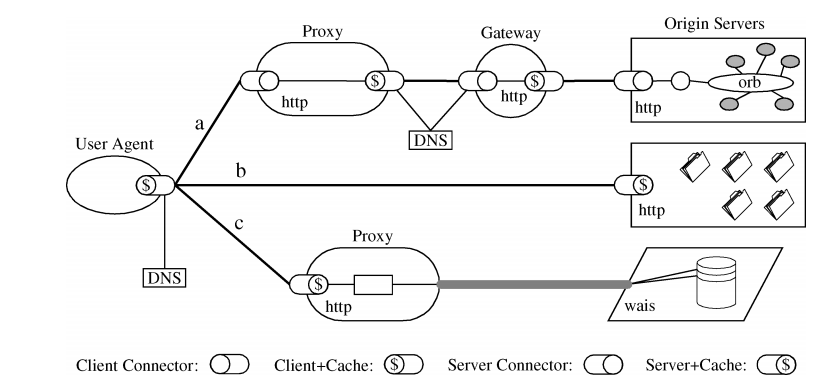 Origin Servers
Proxy
Gateway
$
$
orb
http
http
http
a
DNS
User Agent
$
b
$
http
c
Proxy
DNS
$
http
wais
Client Connector:
Client+Cache:
$
Server Connector:
Server+Cache:
$